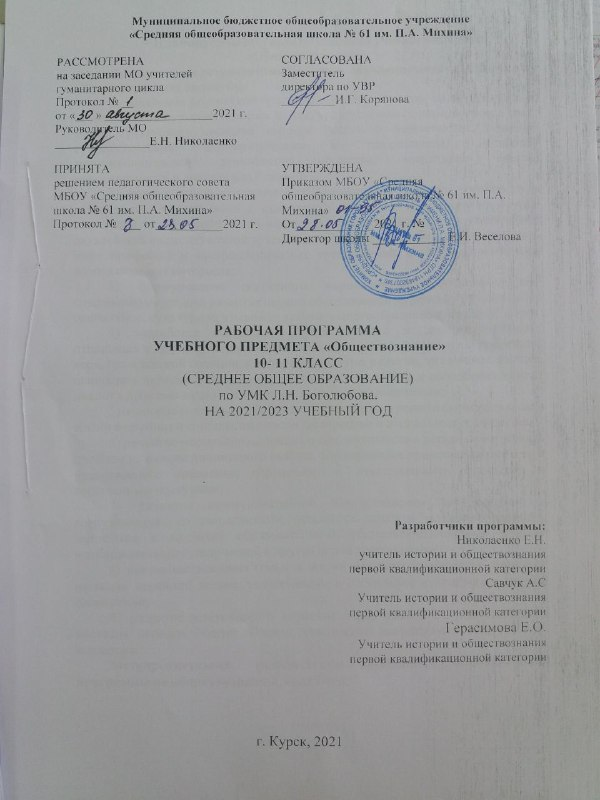 Муниципальное бюджетное общеобразовательное учреждение
«Средняя общеобразовательная школа № 61 им. П.А. Михина»
РАССМОТРЕНА
на заседании МО учителей
гуманитарного цикла
Протокол № 1
от « 30 » августа 2021 г.
Руководитель МО
Е.Н. Николаенко
СОГЛАСОВАНА
Заместитель
директора по УВР
И.Г. Корянова
ПРИНЯТА
решением педагогического совета
МБОУ «Средняя общеобразовательная
школа № 61 им. П.А. Михина»
Протокол № от 2021 г.
УТВЕРЖДЕНА
Приказом МБОУ «Средняя
общеобразовательная школа № 61 им. П.А.
Михина»
От 2021 г. №
Директор школы Е.И. Веселова
РАБОЧАЯ ПРОГРАММА
УЧЕБНОГО ПРЕДМЕТА «Обществознание»
10- 11 КЛАСС
(СРЕДНЕЕ ОБЩЕЕ ОБРАЗОВАНИЕ)
по УМК Л.Н. Боголюбова.
НА 2021/2023 УЧЕБНЫЙ ГОД
Разработчики программы:
Николаенко Е.Н.
учитель истории и обществознания
первой квалификационной категории
Савчук А.С
Учитель истории и обществознания
первой квалификационной категории
Герасимова Е.О.
Учитель истории и обществознания
первой квалификационной категории
г. Курск, 2021